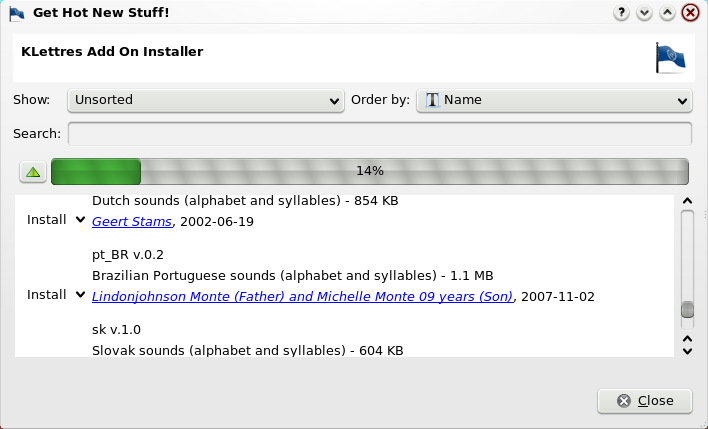 Get Hot New Stuff!
KLettres Add On Installer
Show: Unsorted Order by: Name
Search:
14%
Dutch sounds (alphabet and syllables) - 854 KB
Install Geert Stams, 2002-06-19
pt_BR v.0.2
Brazilian Portuguese sounds (alphabet and syllables) - 1.1 MB
Install Lindonjohnson Monte (Father) and Michelle Monte 09 years (Son), 2007-11-02
sk v.1.0
Slovak sounds (alphabet and syllables) - 604 KB
Close